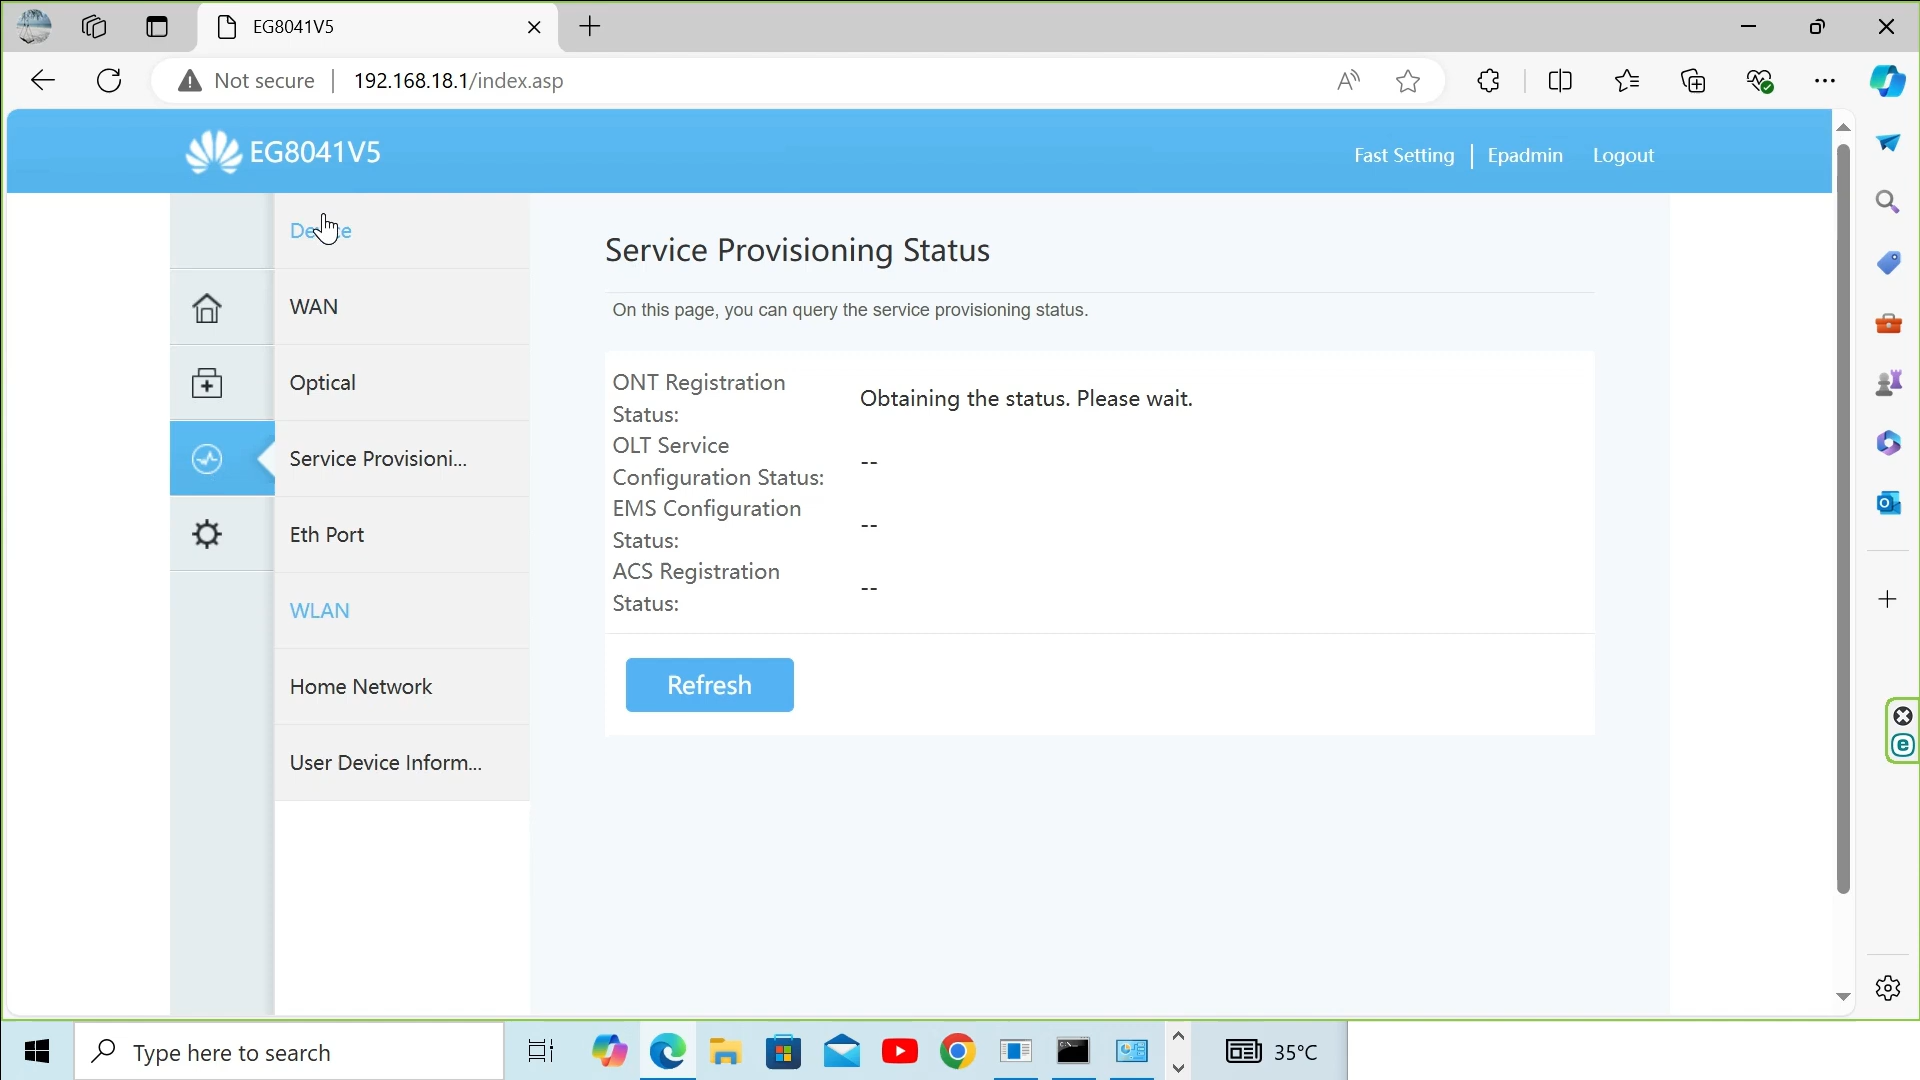 EG8041V5
Not secure
192.168.18.1/index.asp
EG8041V5
Fast Setting
Epadmin
Logout
WAN
Optical
Service Provisioni...
Eth Port
WLAN
Home Network
User Device Inform...
Service Provisioning Status
On this page, you can query the service provisioning status.
ONT Registration
Status:
Obtaining the status. Please wait.
OLT Service
Configuration Status:
--
EMS Configuration
Status:
--
ACS Registration
Status:
--
Refresh
Type here to search
35°C